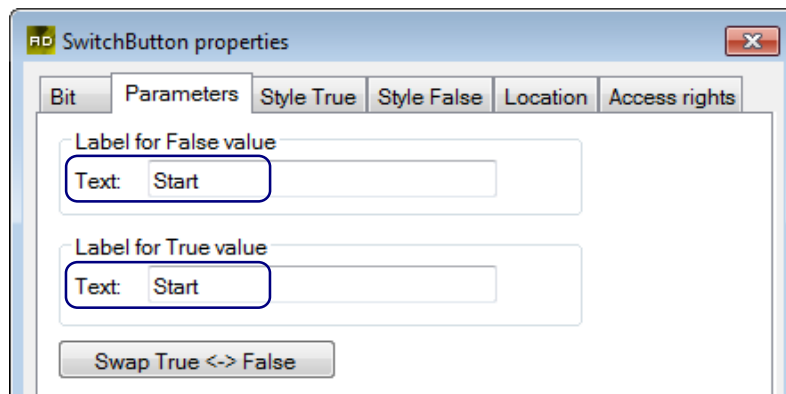 AD SwitchButton properties
Bit Parameters Style True Style False Location Access rights
Label for False value
Text: Start
Label for True value
Text: Start
Swap True <-> False